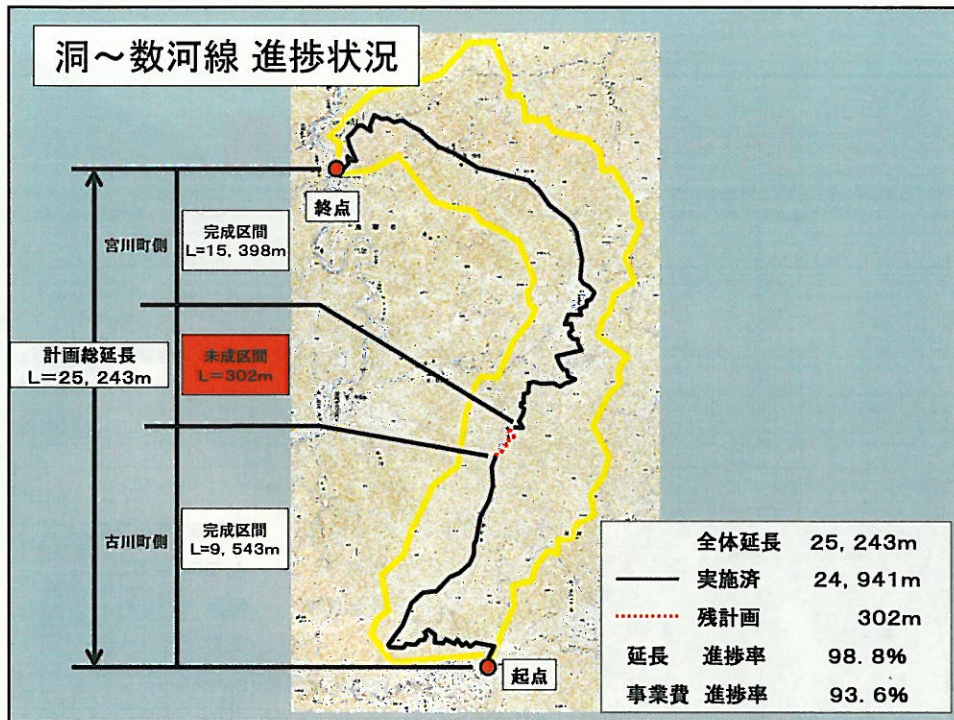 洞～数河線 進捗状況
終点
宮川町側
完成区間
L=15, 398m
計画総延長
L=25, 243m
未成区間
L=302m
古川町側
完成区間
L=9, 543m
起点
全体延長 25, 243m
実施済 24, 941m
残計画 302m
延長 進捗率 98. 8%
事業費 進捗率 93. 6%